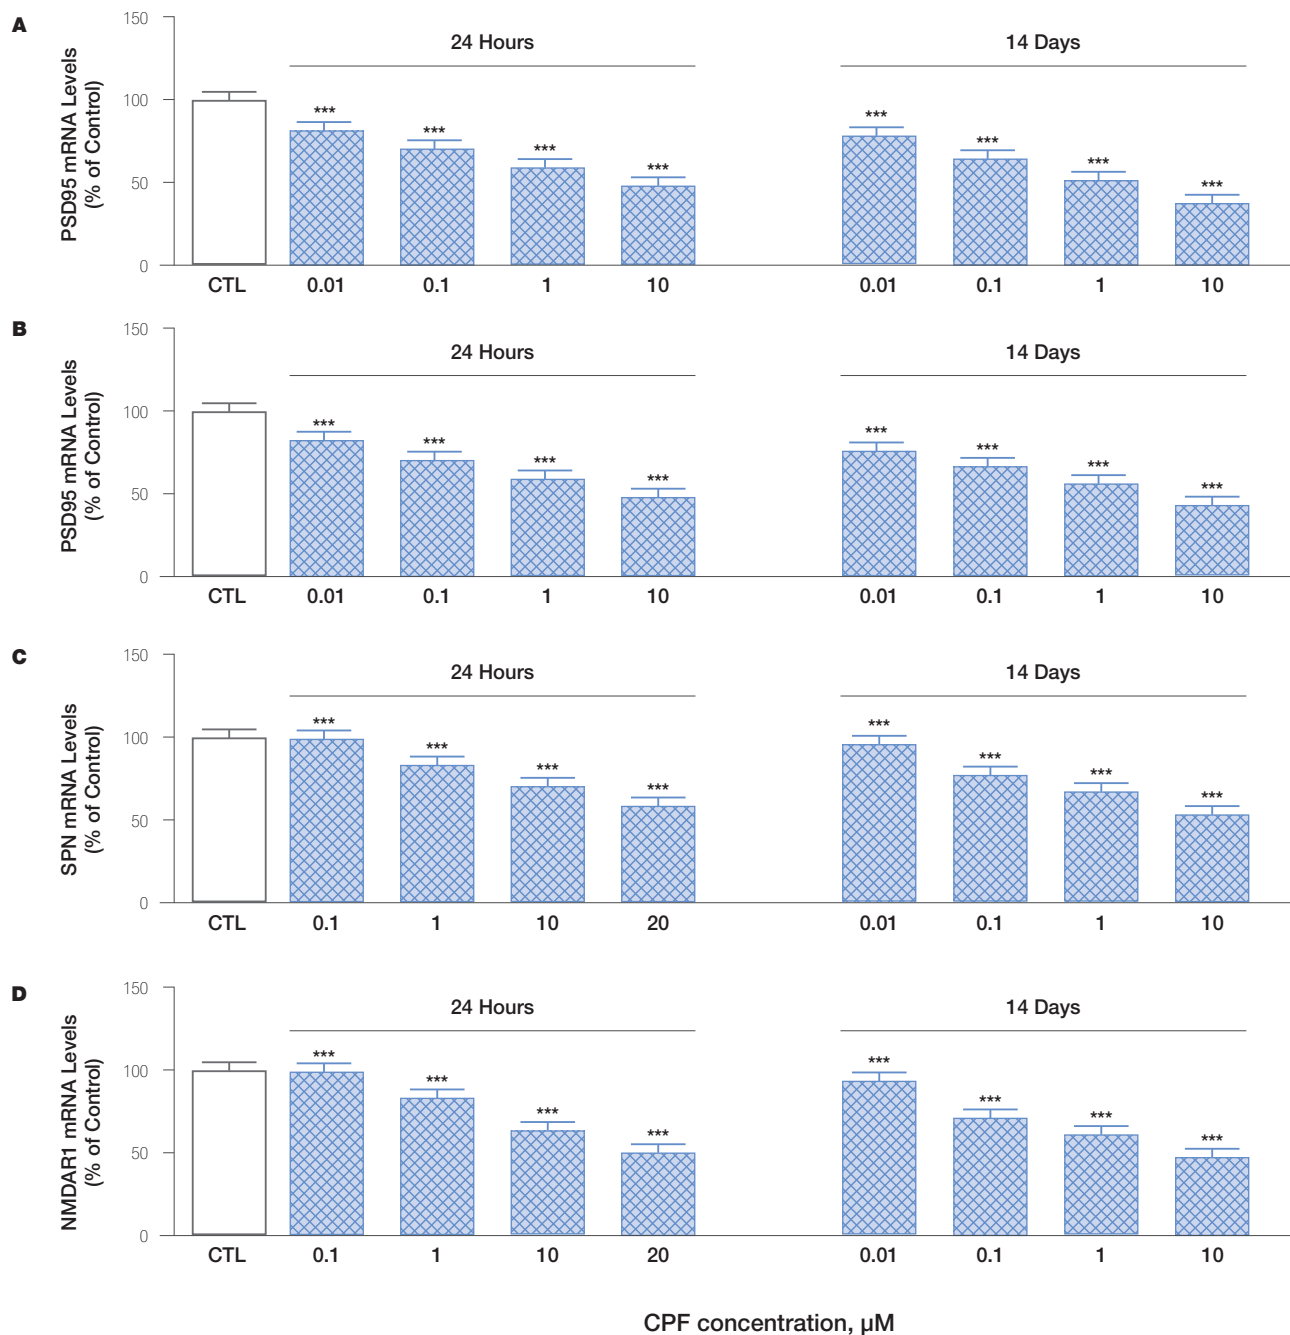 A
PSD95 mRNA Levels
(% of Control)
150
100
50
0
24 Hours
14 Days
*** *** *** *** *** *** *** ***
CTL 0.01 0.1 1 10 0.01 0.1 1 10
B
PSD95 mRNA Levels
(% of Control)
150
100
50
0
24 Hours
14 Days
*** *** *** *** *** *** *** ***
CTL 0.01 0.1 1 10 0.01 0.1 1 10
C
SPN mRNA Levels
(% of Control)
150
100
50
0
24 Hours
14 Days
*** *** *** *** *** *** *** ***
CTL 0.1 1 10 20 0.01 0.1 1 10
D
NMDAR1 mRNA Levels
(% of Control)
150
100
50
0
24 Hours
14 Days
*** *** *** *** *** *** *** ***
CTL 0.1 1 10 20 0.01 0.1 1 10
CPF concentration, µM